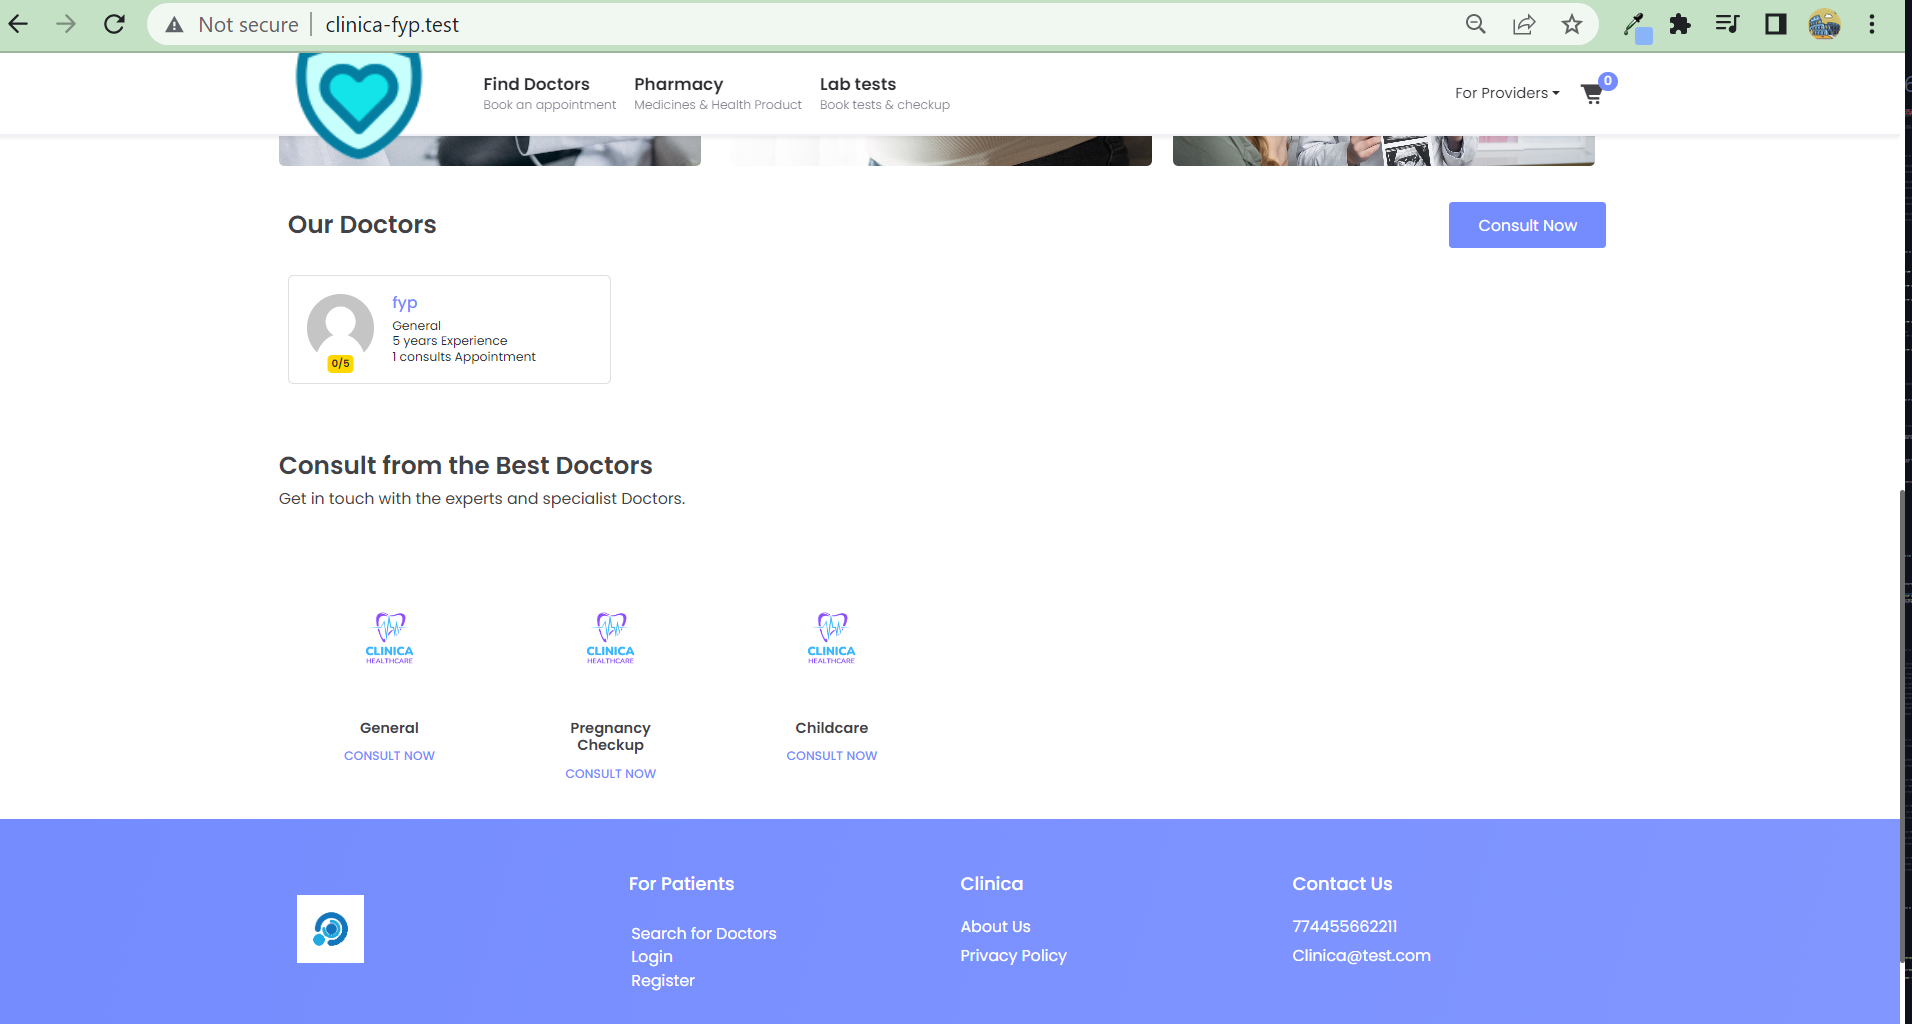 Not secure
clinica-fyp.test
Find Doctors
Book an appointment
Pharmacy
Medicines & Health Product
Lab tests
Book tests & checkup
For Providers
0
Our Doctors
Consult Now
fyp
General
5 years Experience
1 consults Appointment
0/5
Consult from the Best Doctors
Get in touch with the experts and specialist Doctors.
CLINICA
HEALTHCARE
General
CONSULT NOW
CLINICA
HEALTHCARE
Pregnancy
Checkup
CONSULT NOW
CLINICA
HEALTHCARE
Childcare
CONSULT NOW
For Patients
Search for Doctors
Login
Register
Clinica
About Us
Privacy Policy
Contact Us
774455662211
Clinica@test.com